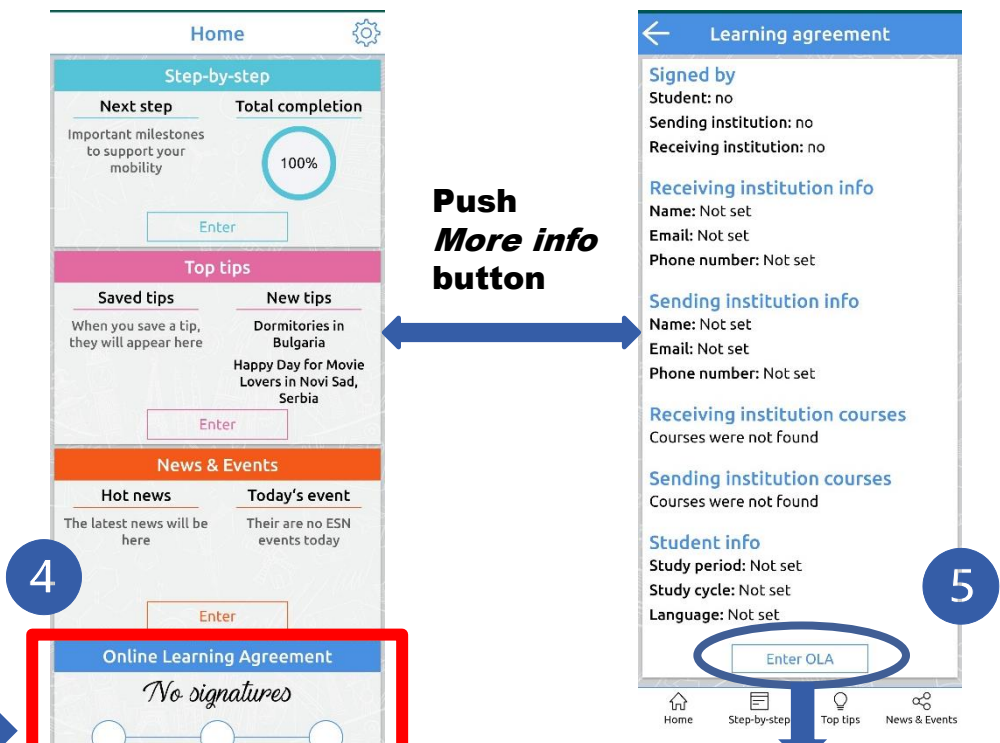 Home
Step-by-step
Next step
Important milestones
to support your
mobility
Total completion
100%
Enter
Top tips
Saved tips
When you save a tip,
they will appear here
New tips
Dormitories in
Bulgaria
Happy Day for Movie
Lovers in Novi Sad,
Serbia
Enter
News & Events
Hot news
The latest news will be
here
Today's event
Their are no ESN
events today
Enter
4
Online Learning Agreement
No signatures
Push
More info
button
Learning agreement
Signed by
Student: no
Sending institution: no
Receiving institution: no
Receiving institution info
Name: Not set
Email: Not set
Phone number: Not set
Sending institution info
Name: Not set
Email: Not set
Phone number: Not set
Receiving institution courses
Courses were not found
Sending institution courses
Courses were not found
Student info
Study period: Not set
Study cycle: Not set
Language: Not set
5
Enter OLA
Home
Step-by-step
Top tips
News & Events